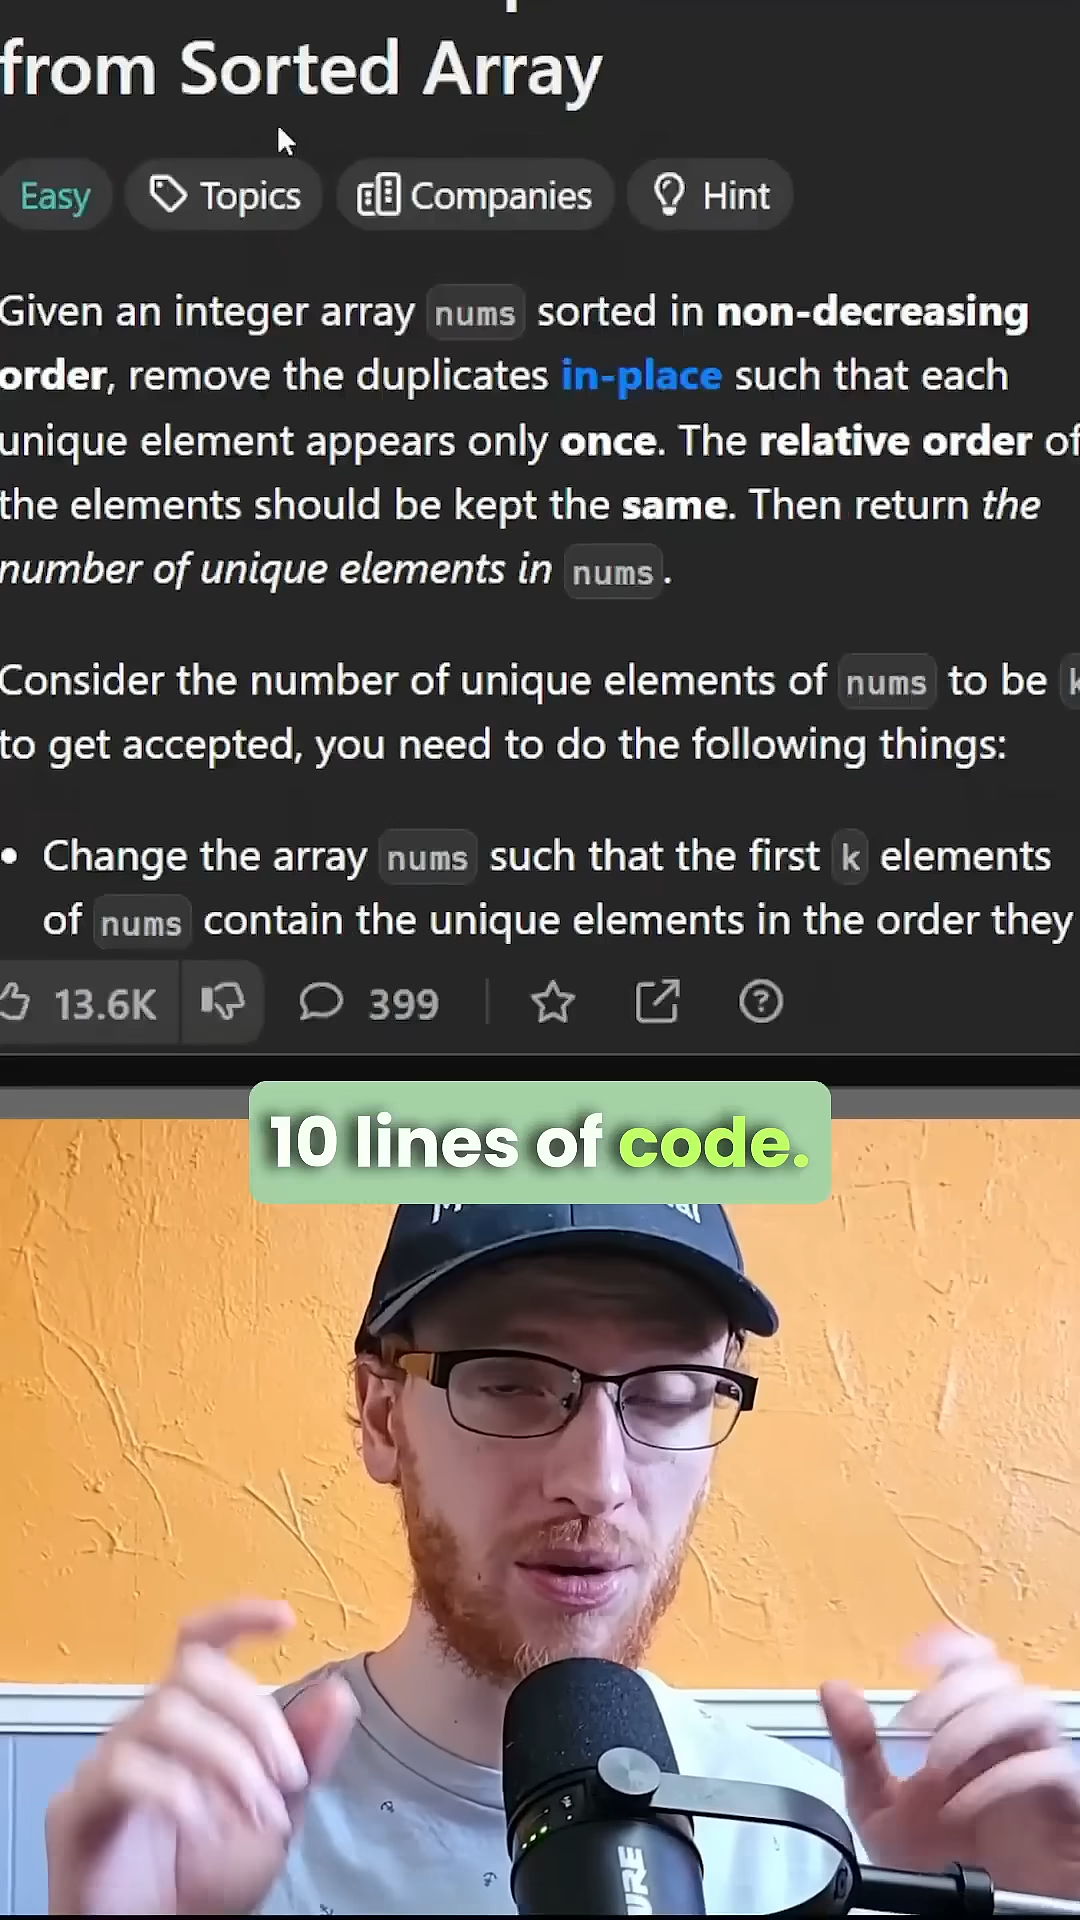 from Sorted Array
Easy Topics Companies Hint
Given an integer array nums sorted in non-decreasing
order, remove the duplicates in-place such that each
unique element appears only once. The relative order of
the elements should be kept the same. Then return the
number of unique elements in nums.
Consider the number of unique elements of nums to be k
to get accepted, you need to do the following things:
• Change the array nums such that the first k elements
of nums contain the unique elements in the order they
13.6K 399
10 lines of code.
URE